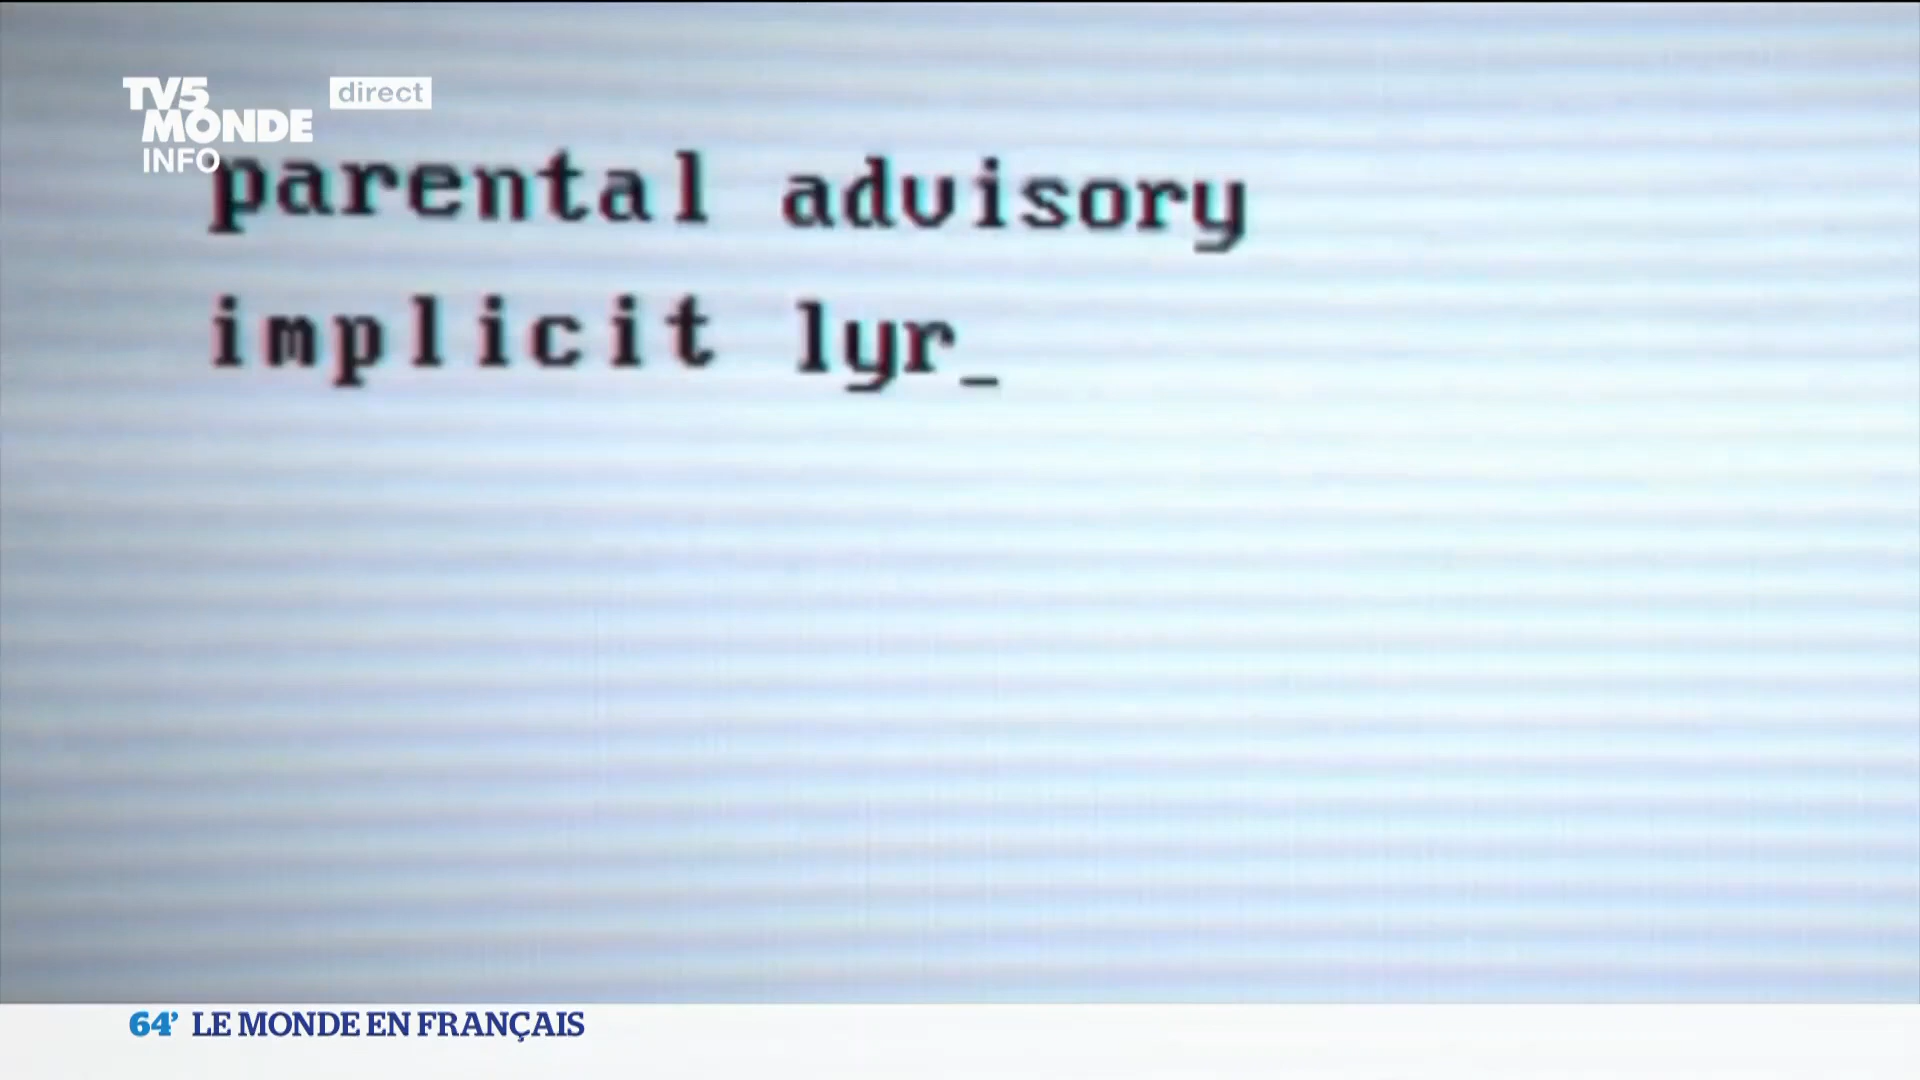 TV5
MONDE
INFO
direct
parental advisory
implicit lyr_
64' LE MONDE EN FRANÇAIS